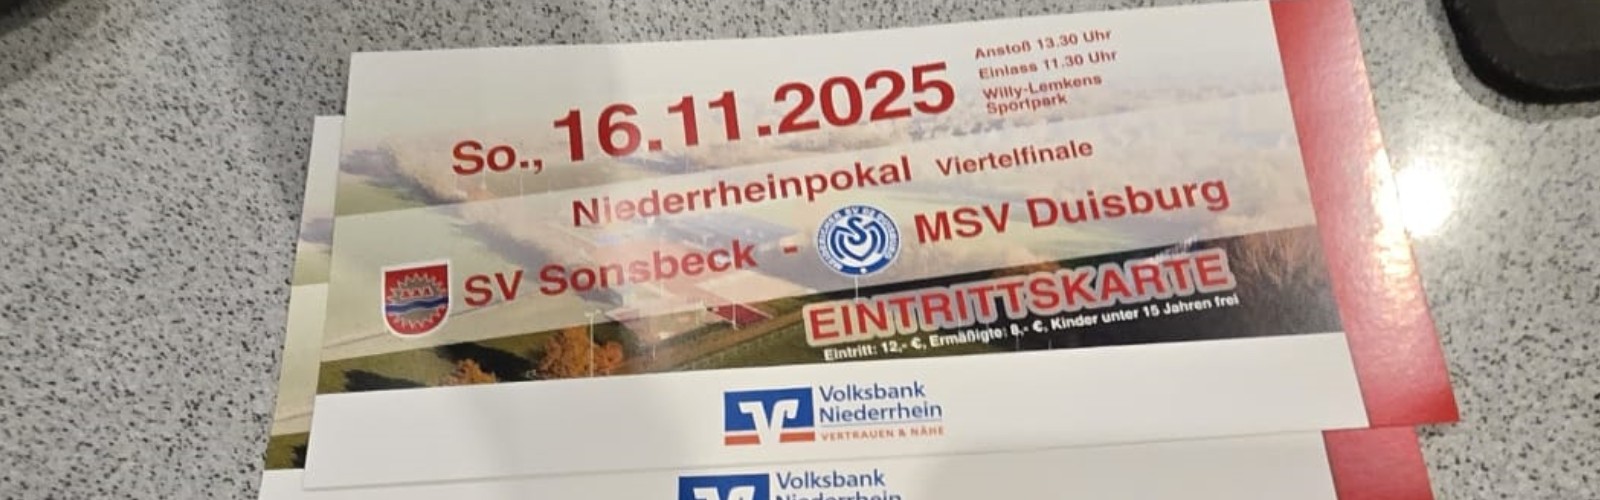 So., 16.11.2025
Anstoß 13.30 Uhr
Einlass 11.30 Uhr
Willy-Lemkens
Sportpark
Niederrheinpokal Viertelfinale
SV Sonsbeck - MSV Duisburg
EINTRITTSKARTE
Eintritt: 12,- €, Ermäßigte: 8,- €, Kinder unter 15 Jahren frei
Volksbank
Niederrhein
VERTRAUEN & NÄHE
Volksbank
Niederrhein